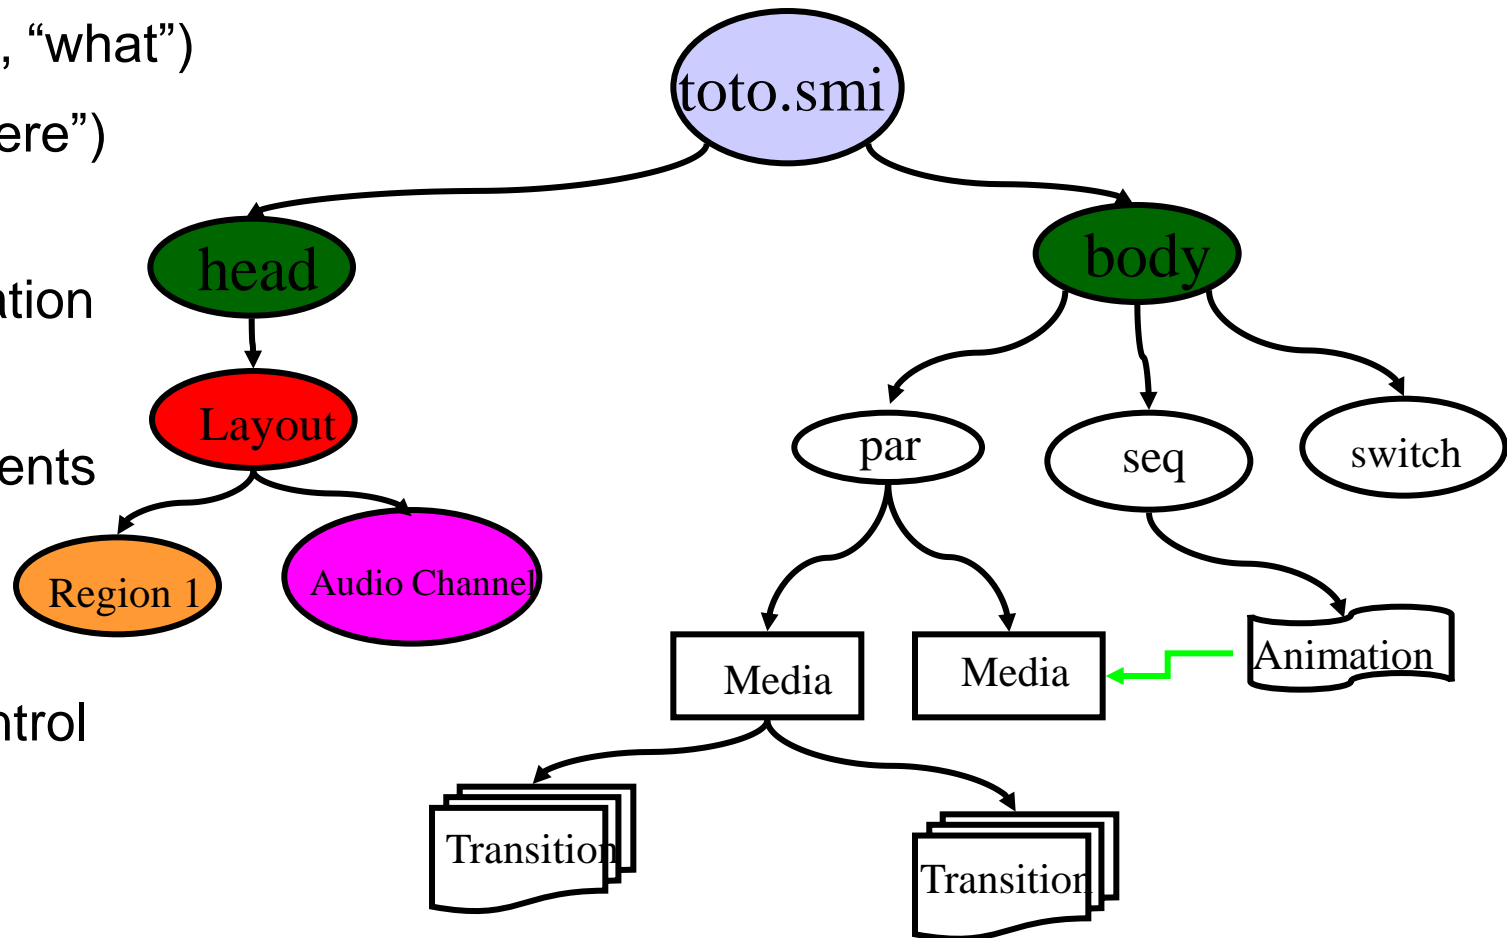 , “what”)
ere”)
ation
ents
ntrol
toto.smi
head
body
Layout
par
seq
switch
Region 1
Audio Channel
Media
Media
Animation
Transition
Transition